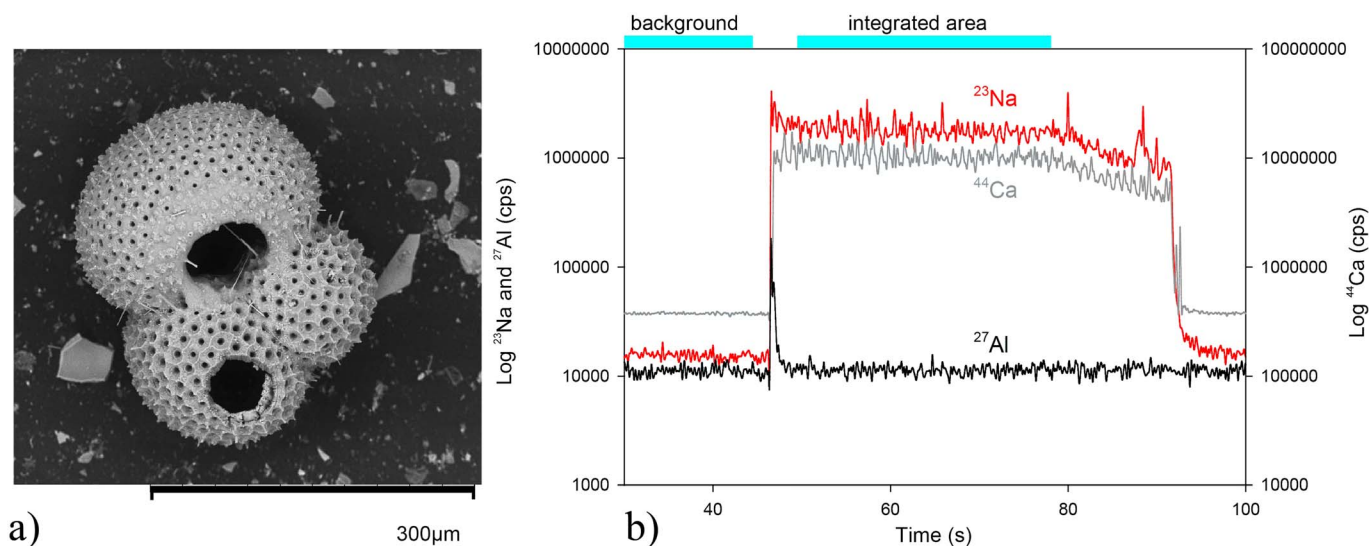 background integrated area
10000000
1000000
100000
10000
1000
Log ²³Na and ²⁷Al (cps)
²³Na
⁴⁴Ca
²⁷Al
100000000
10000000
1000000
100000
10000
Log ⁴⁴Ca (cps)
40 60 80 100
Time (s)
300µm
a)
b)